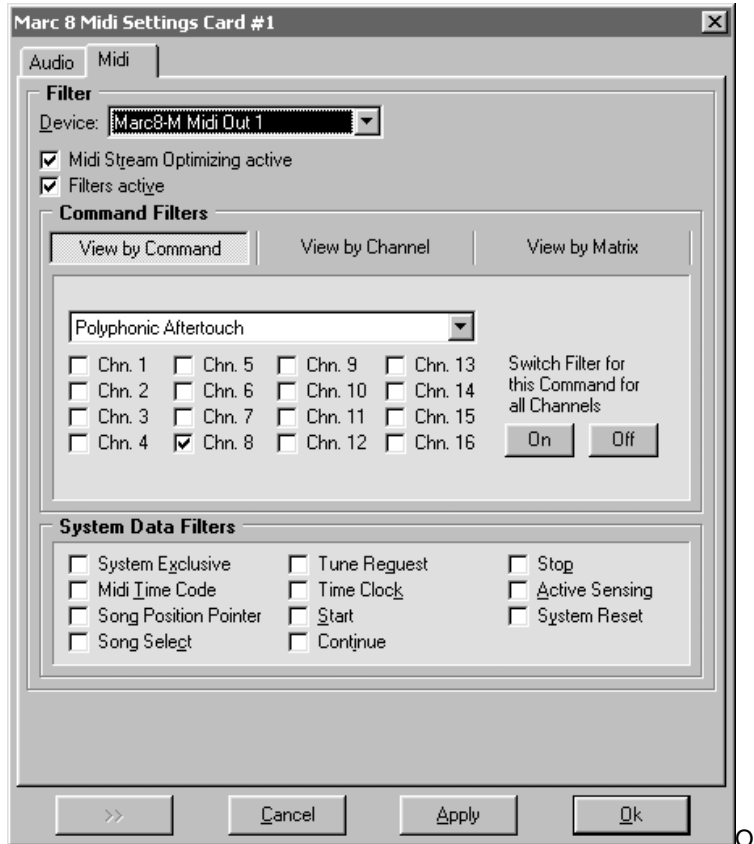 Marc 8 Midi Settings Card #1
Audio Midi
Filter
Device: Marc8-M Midi Out 1
Midi Stream Optimizing active
Filters active
Command Filters
View by Command View by Channel View by Matrix
Polyphonic Aftertouch
Chn. 1 Chn. 5 Chn. 9 Chn. 13
Chn. 2 Chn. 6 Chn. 10 Chn. 14
Chn. 3 Chn. 7 Chn. 11 Chn. 15
Chn. 4 Chn. 8 Chn. 12 Chn. 16
Switch Filter for
this Command for
all Channels
On Off
System Data Filters
System Exclusive Tune Reguest Stop
Midi Time Code Time Clock Active Sensing
Song Position Pointer Start System Reset
Song Select Continue
>> Cancel Apply Ok
O